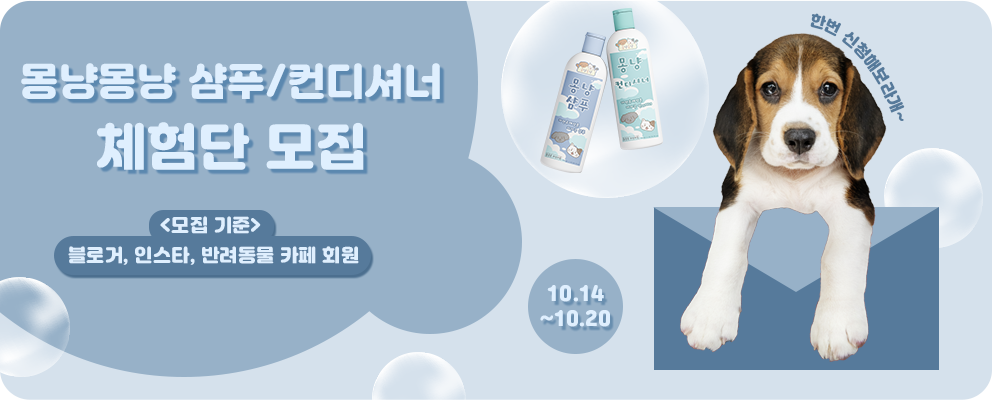 몽냥몽냥 샴푸/컨디셔너
체험단 모집
<모집 기준>
블로거, 인스타, 반려동물 카페 회원
10.14
~10.20
한번 신청해보라개~
몽냥
샴푸
몽냥
컨디셔너